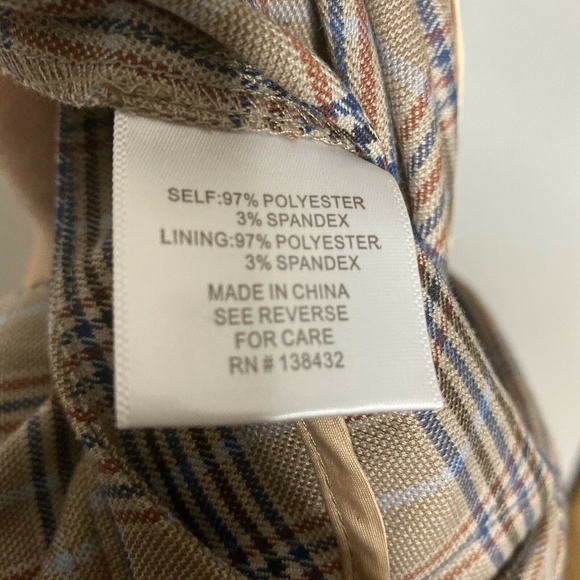 SELF:97% POLYESTER
3% SPANDEX
LINING:97% POLYESTER
3% SPANDEX
MADE IN CHINA
SEE REVERSE
FOR CARE
RN # 138432